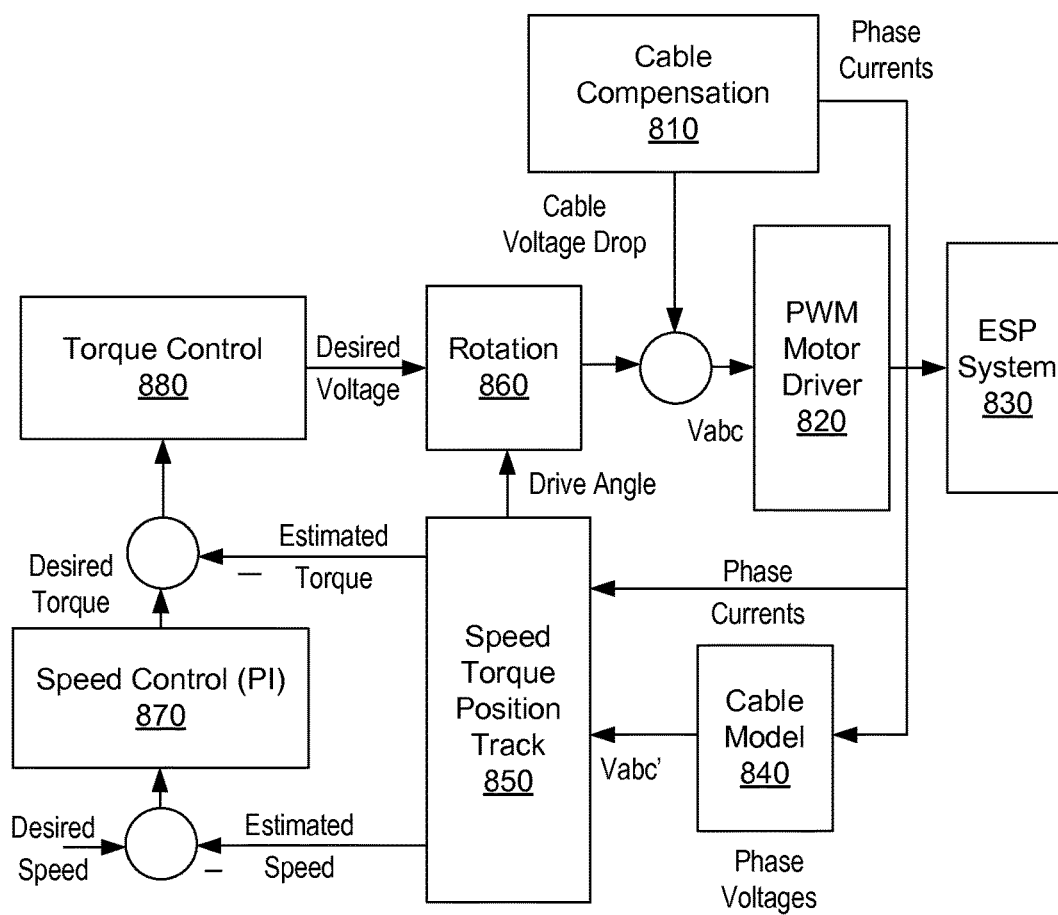 Cable
Compensation
810
Phase
Currents
Cable
Voltage Drop
Torque Control
880
Desired
Voltage
Rotation
860
Vabc
PWM
Motor
Driver
820
ESP
System
830
Drive Angle
Desired
Torque
Estimated
Torque
—
Speed
Torque
Position
Track
850
Phase
Currents
Speed Control (PI)
870
Cable
Model
840
Vabc’
Desired
Speed
Estimated
Speed
—
Phase
Voltages